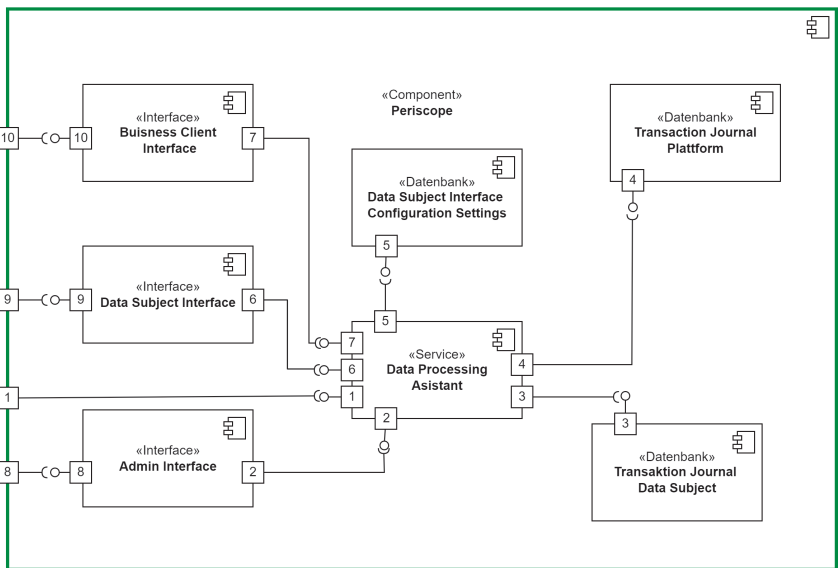 «Component»
Periscope
«Interface»
Buisness Client
Interface
10
10
7
«Datenbank»
Transaction Journal
Plattform
4
«Datenbank»
Data Subject Interface
Configuration Settings
5
«Interface»
Data Subject Interface
9
9
6
5
7
6
1
2
4
3
«Service»
Data Processing
Asistant
1
«Interface»
Admin Interface
8
8
2
3
«Datenbank»
Transaktion Journal
Data Subject